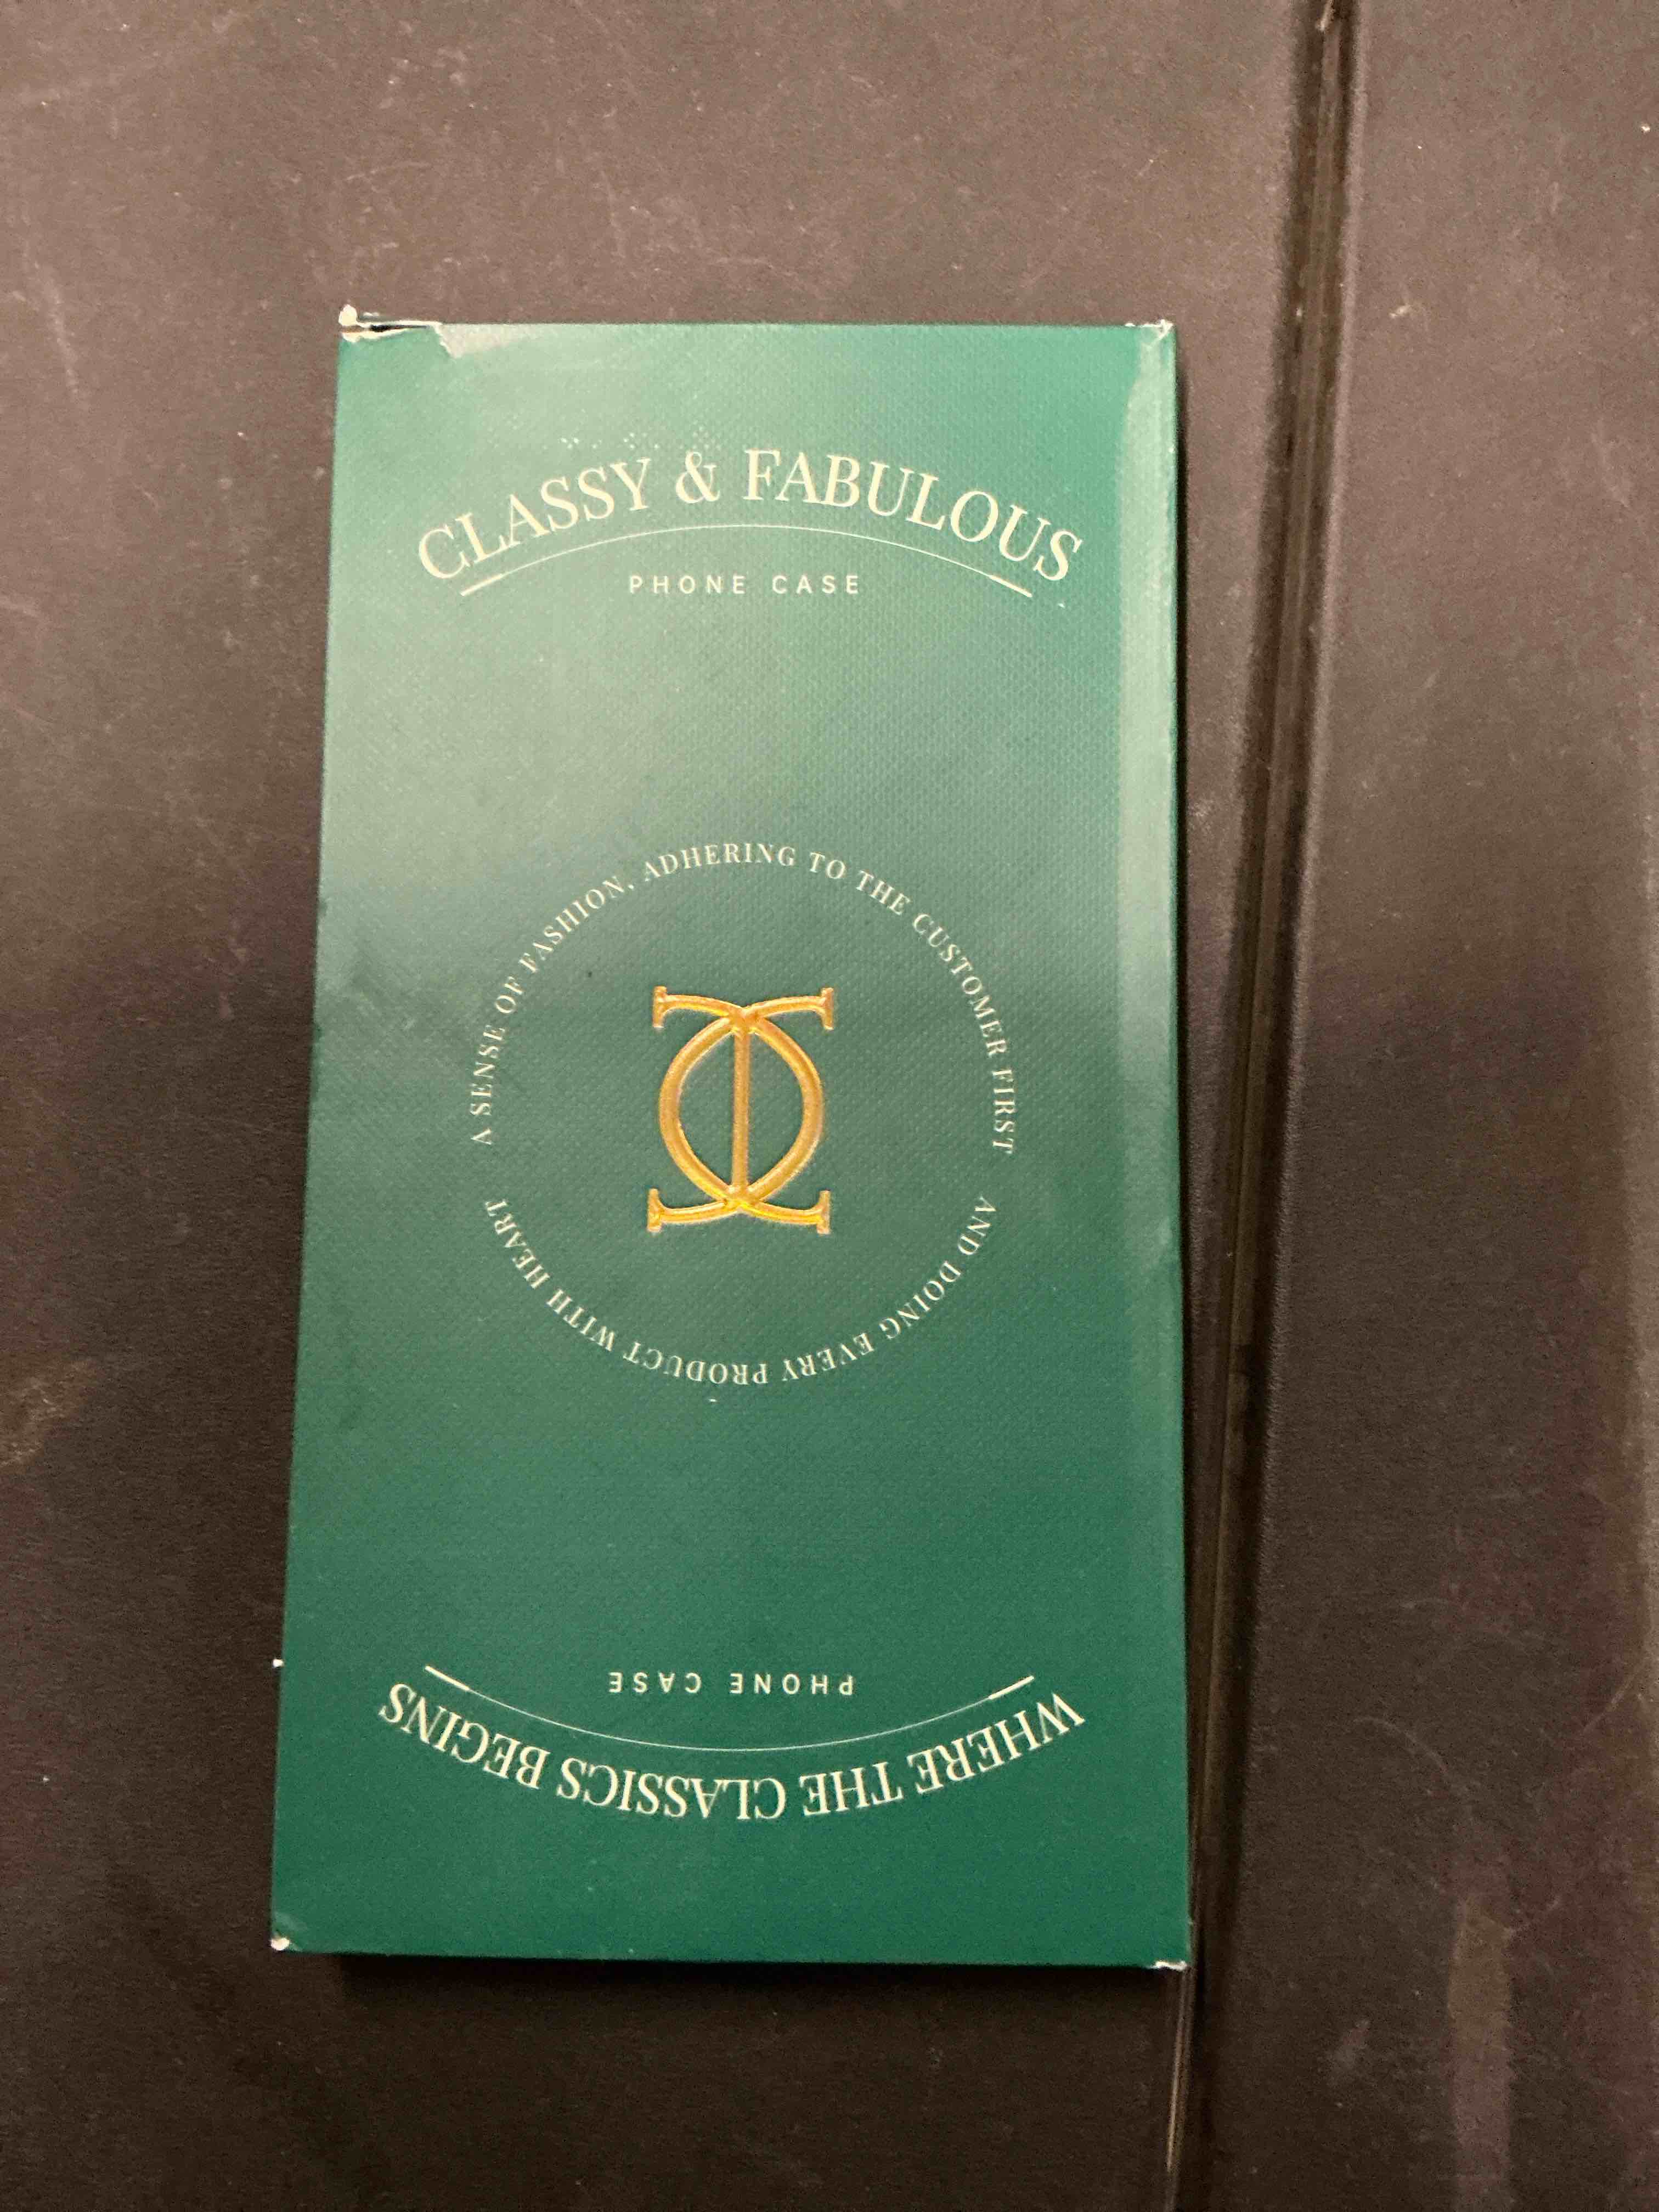 CLASSY & FABULOUS
PHONE CASE
A SENSE OF FASHION, ADHERING TO THE CUSTOMER FIRST
AND DOING EVERY PRODUCT WITH HEART
PHONE CASE
WHERE THE CLASSICS BEGINS